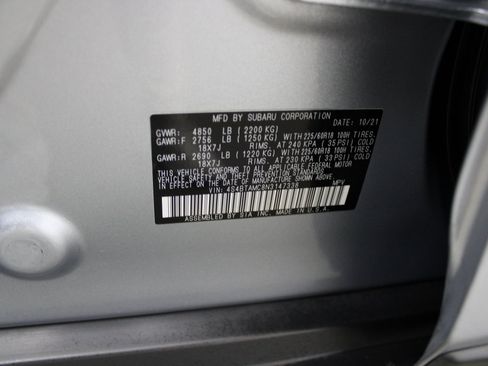 MFD BY SUBARU CORPORATION
DATE: 10/21
GVWR: 4850 LB ( 2200 KG)
GAWR:F 2756 LB ( 1250 KG) WITH 225/60R18 100H TIRES,
18X7J RIMS, AT 240 KPA ( 35 PSI) COLD
GAWR:R 2690 LB ( 1220 KG) WITH 225/60R18 100H TIRES,
18X7J RIMS, AT 230 KPA ( 33 PSI) COLD
THIS VEHICLE CONFORMS TO ALL APPLICABLE FEDERAL MOTOR
VEHICLE SAFETY, BUMPER, AND THEFT PREVENTION STANDARDS
IN EFFECT ON THE DATE OF MANUFACTURE SHOWN ABOVE.
VIN: 4S4BTAMC8N3147338 MPV
ASSEMBLED BY SIA INC. MADE IN U.S.A.